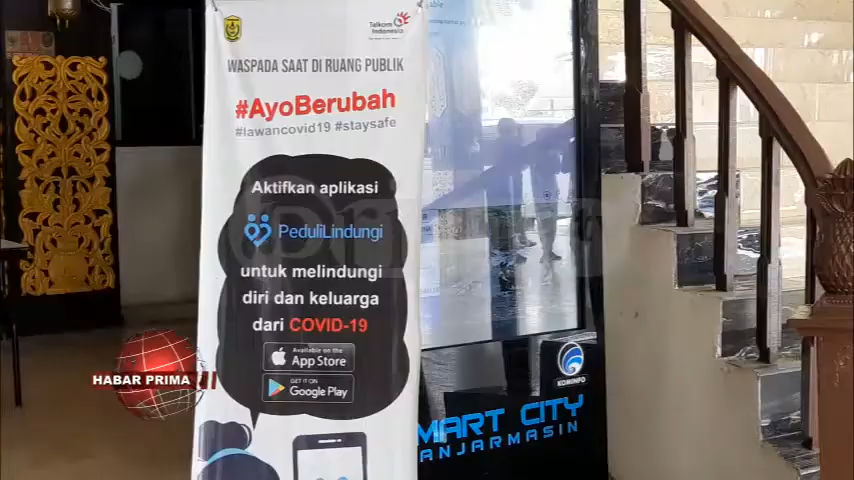 Telkom
Indonesia
WASPADA SAAT DI RUANG PUBLIK
#AyoBerubah
#lawancovid19 #staysafe
Aktifkan aplikasi
PeduliLindungi
untuk melindungi
diri dan keluarga
dari COVID-19
Available on the
App Store
GET IT ON
Google Play
HABAR PRIMA
KOMINFO
MART CITY
ANJARMASIN